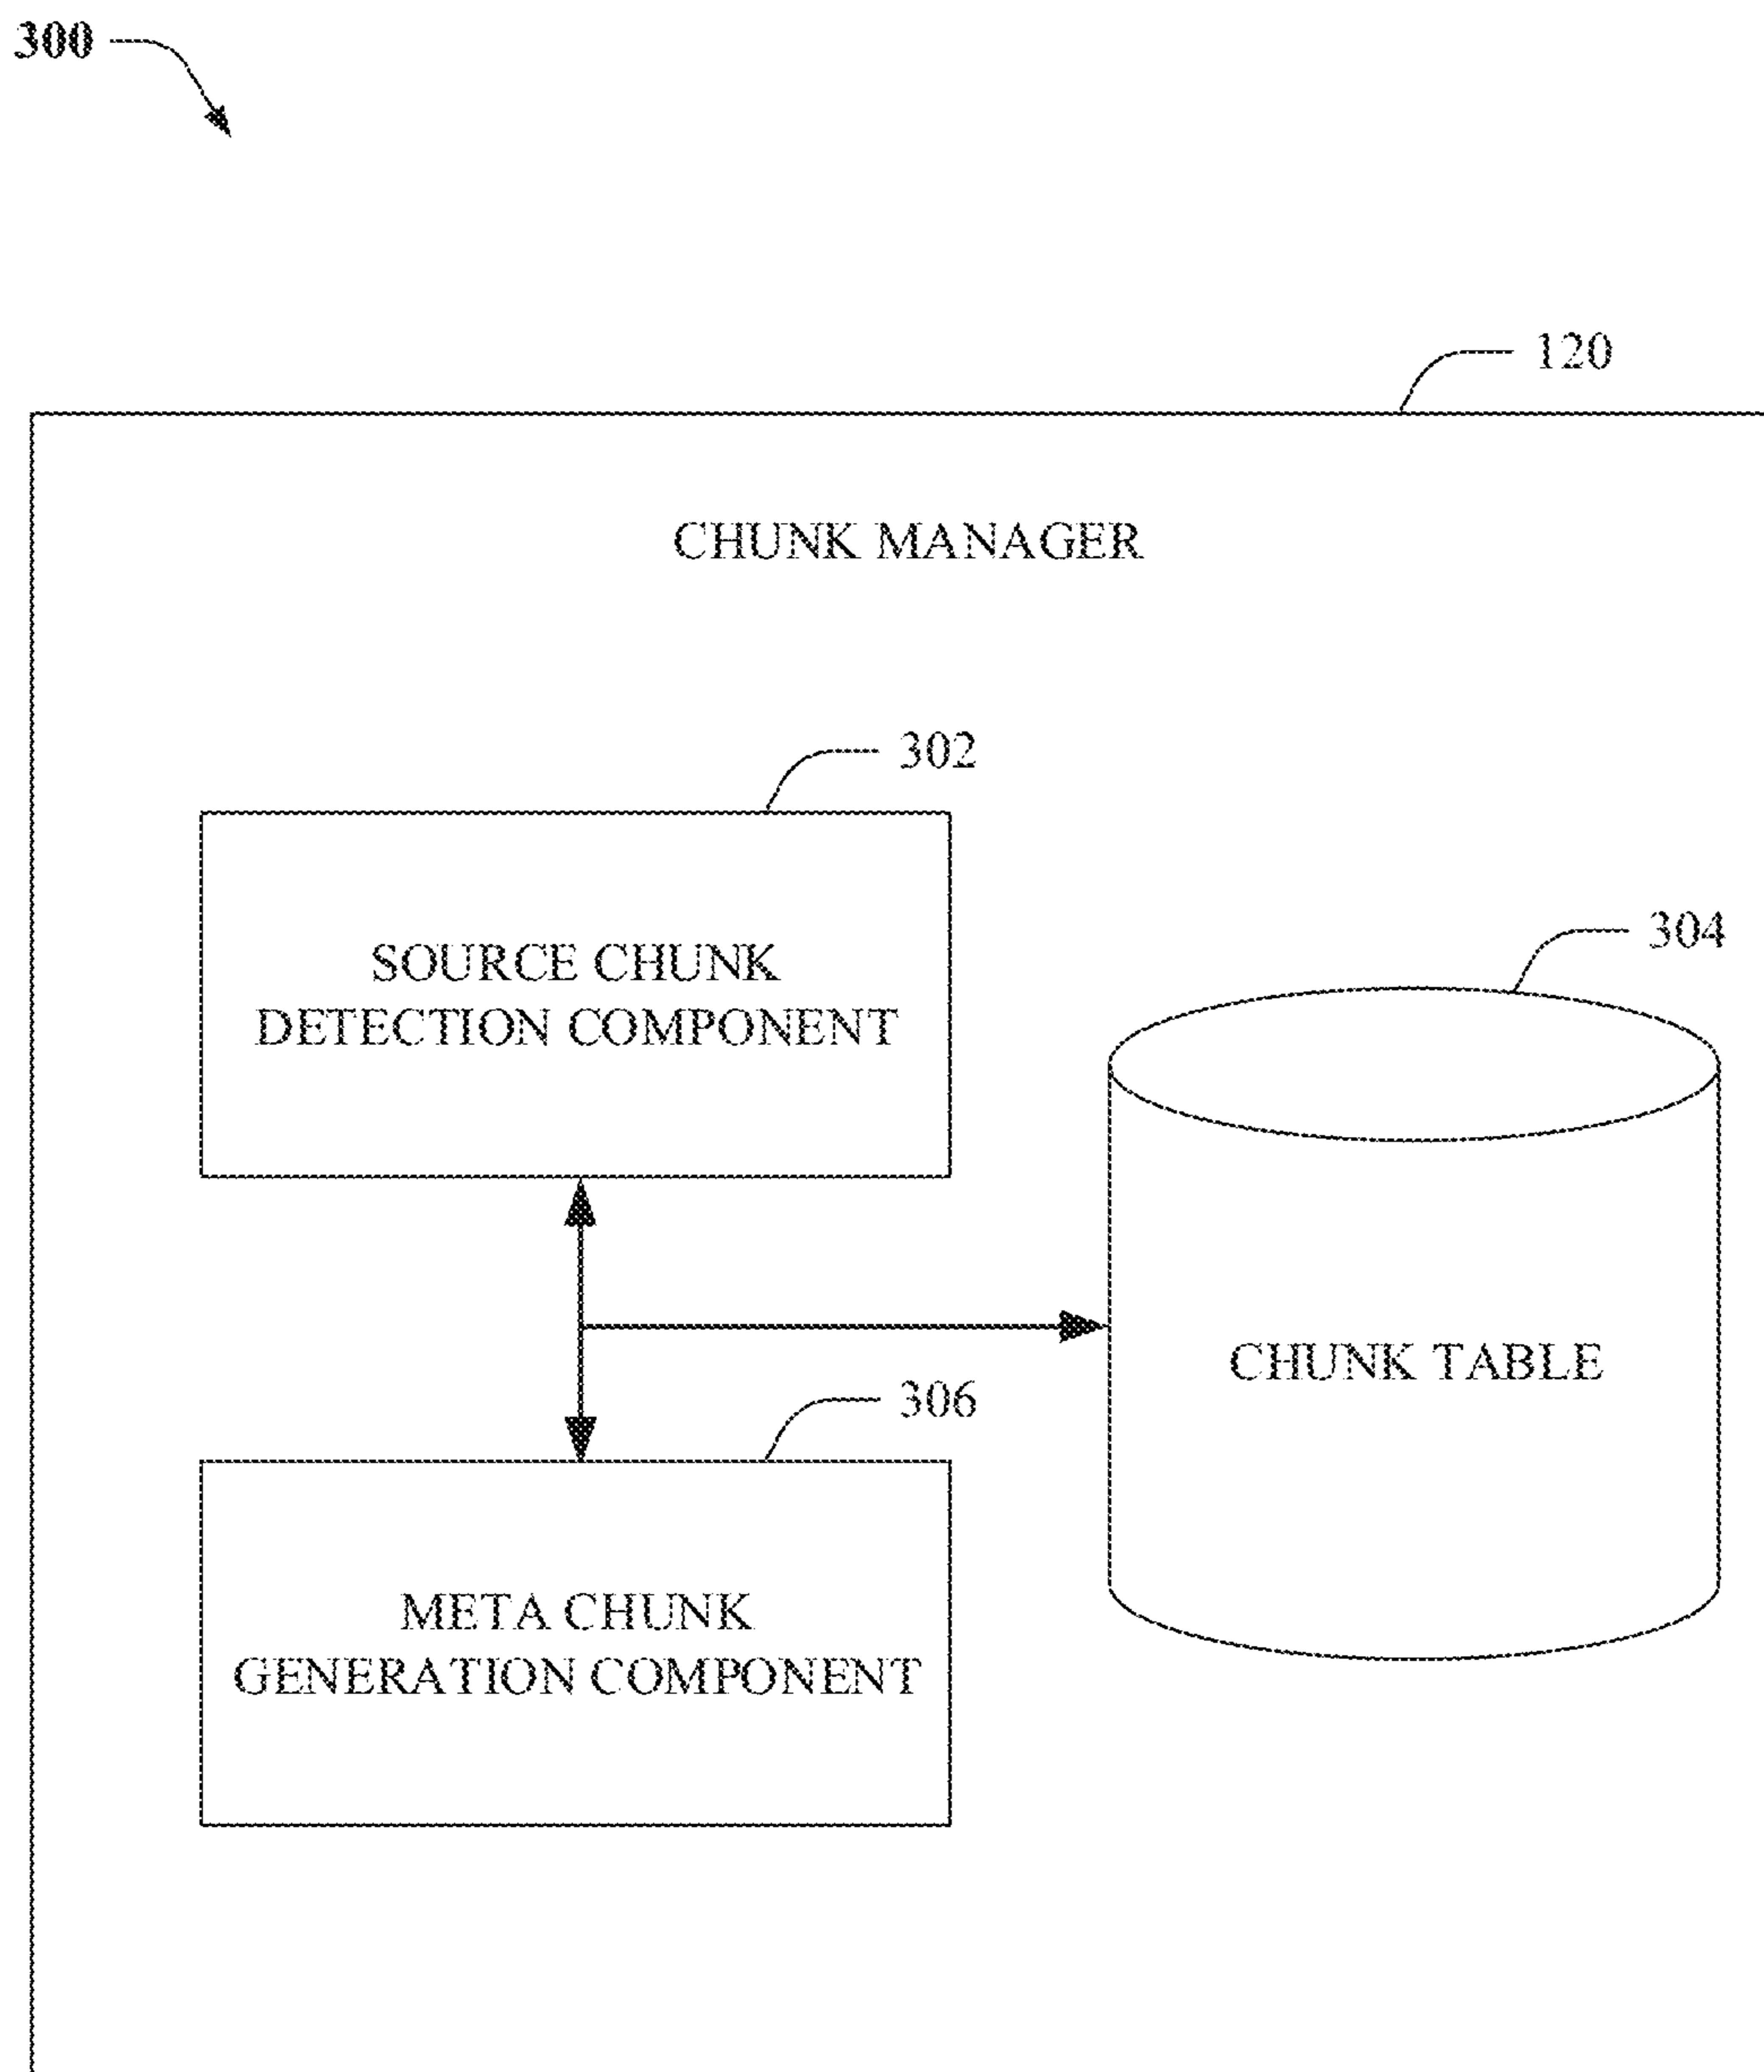 300
120
CHUNK MANAGER
302
SOURCE CHUNK
DETECTION COMPONENT
304
CHUNK TABLE
306
META CHUNK
GENERATION COMPONENT